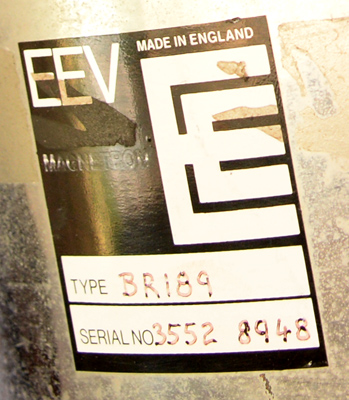 EEV
MADE IN ENGLAND
MAGNETRON
TYPE BR189
SERIAL NO 3552 8948